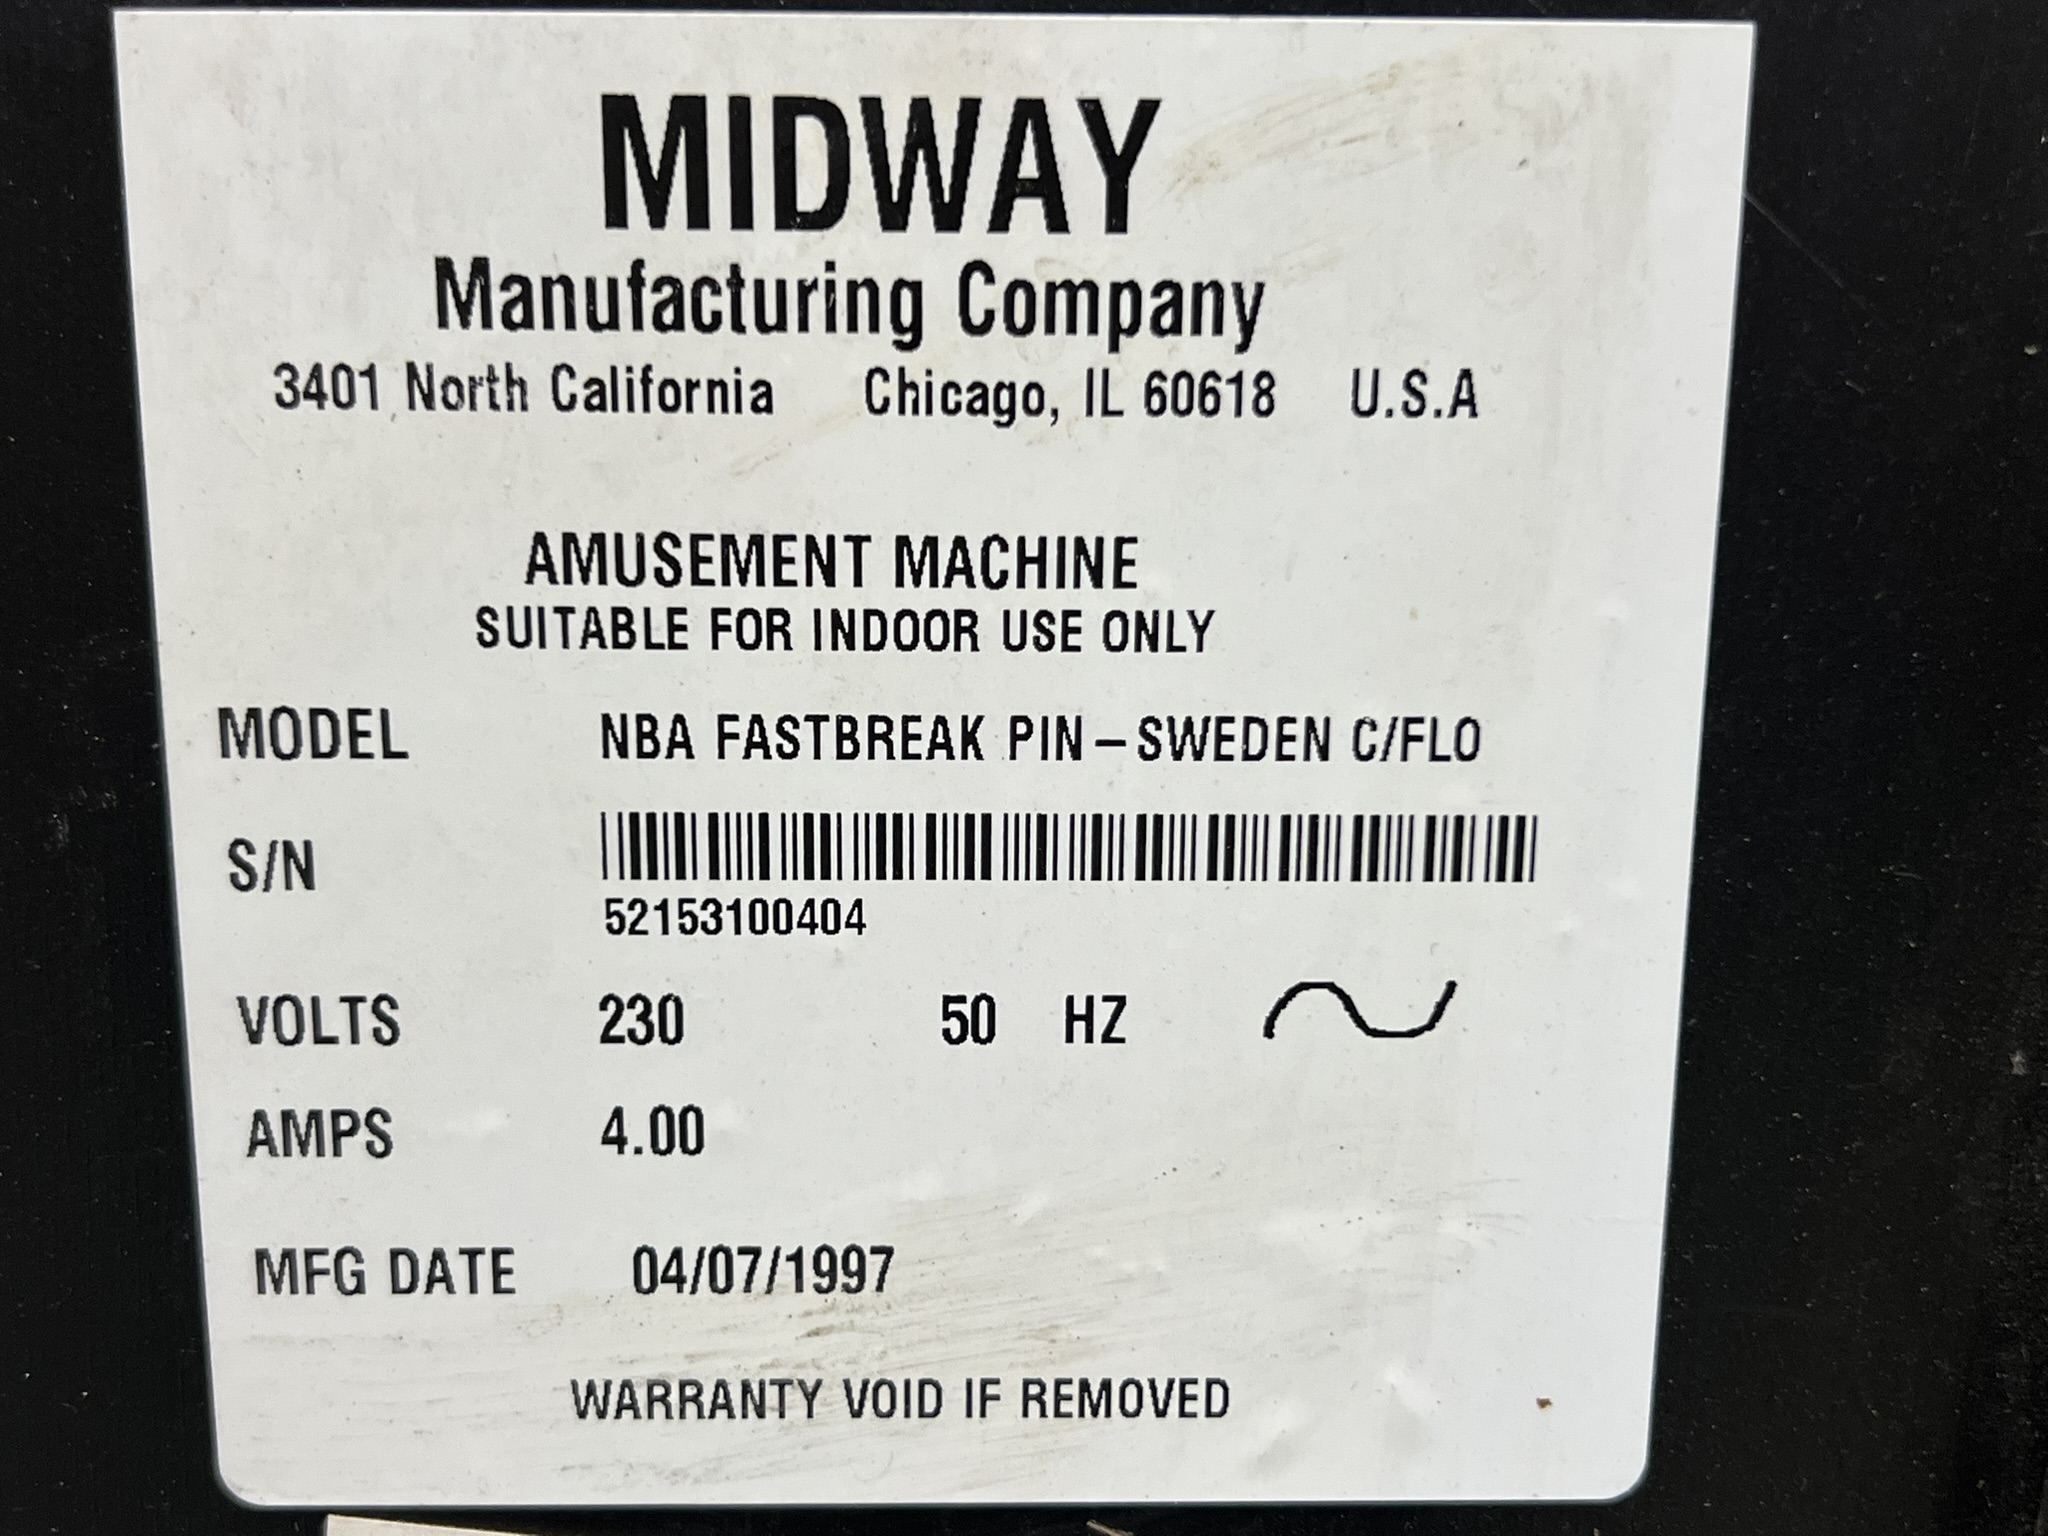 MIDWAY
Manufacturing Company
3401 North California Chicago, IL 60618 U.S.A
AMUSEMENT MACHINE
SUITABLE FOR INDOOR USE ONLY
MODEL NBA FASTBREAK PIN-SWEDEN C/FLO
S/N
52153100404
VOLTS 230 50 HZ
AMPS 4.00
MFG DATE 04/07/1997
WARRANTY VOID IF REMOVED